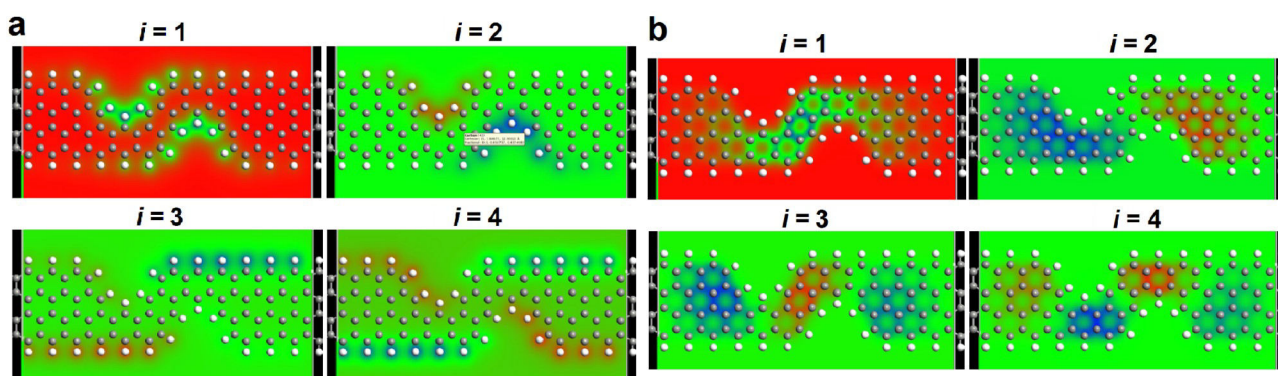 a
b
i = 1
i = 2
i = 1
i = 2
i = 3
i = 4
i = 3
i = 4